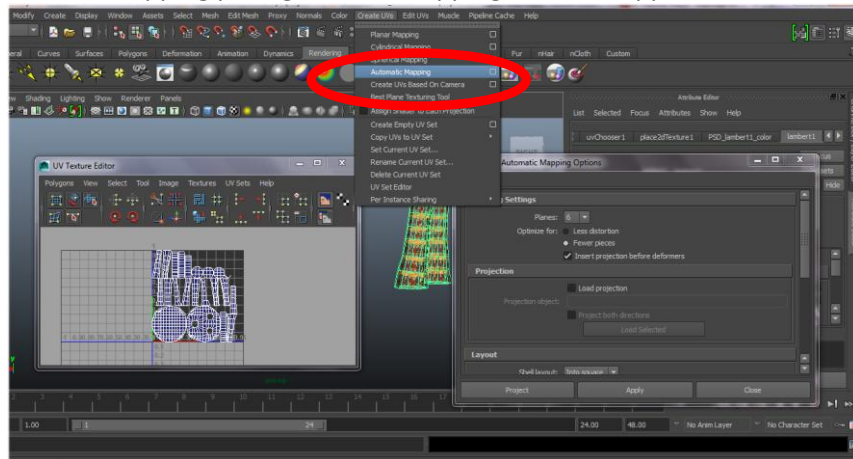 Modify Create Display Window Assets Select Mesh Edit Mesh Proxy Normals Color Create UVs Edit UVs Muscle Pipeline Cache Help
Planar Mapping
Cylindrical Mapping
Spherical Mapping
Automatic Mapping
Create UVs Based On Camera
Best Plane Texturing Tool
Assign Shader to Each Projection
Create Empty UV Set
Copy UVs to UV Set
Set Current UV Set...
Rename Current UV Set...
Delete Current UV Set
UV Set Editor
Per Instance Sharing
Curves Surfaces Polygons Deformation Animation Dynamics Rendering
Fur nHair nCloth Custom
Shading Lighting Show Renderer Panels
Attribute Editor
List Selected Focus Attributes Show Help
uvChooser1 place2dTexture1 PSD_lambert11_color lambert11
Hide
UV Texture Editor
Polygons View Select Tool Image Textures UV Sets Help
Automatic Mapping Options
Settings
Planes: 6
Optimize for: Less distortion
Fewer pieces
Insert projection before deformers
Projection
Load projection
Projection object:
Project both directions
Load Selected
Layout
Shell layout: Into square
Project Apply Close
1.00 1 24 24.00 48.00 No Anim Layer No Character Set